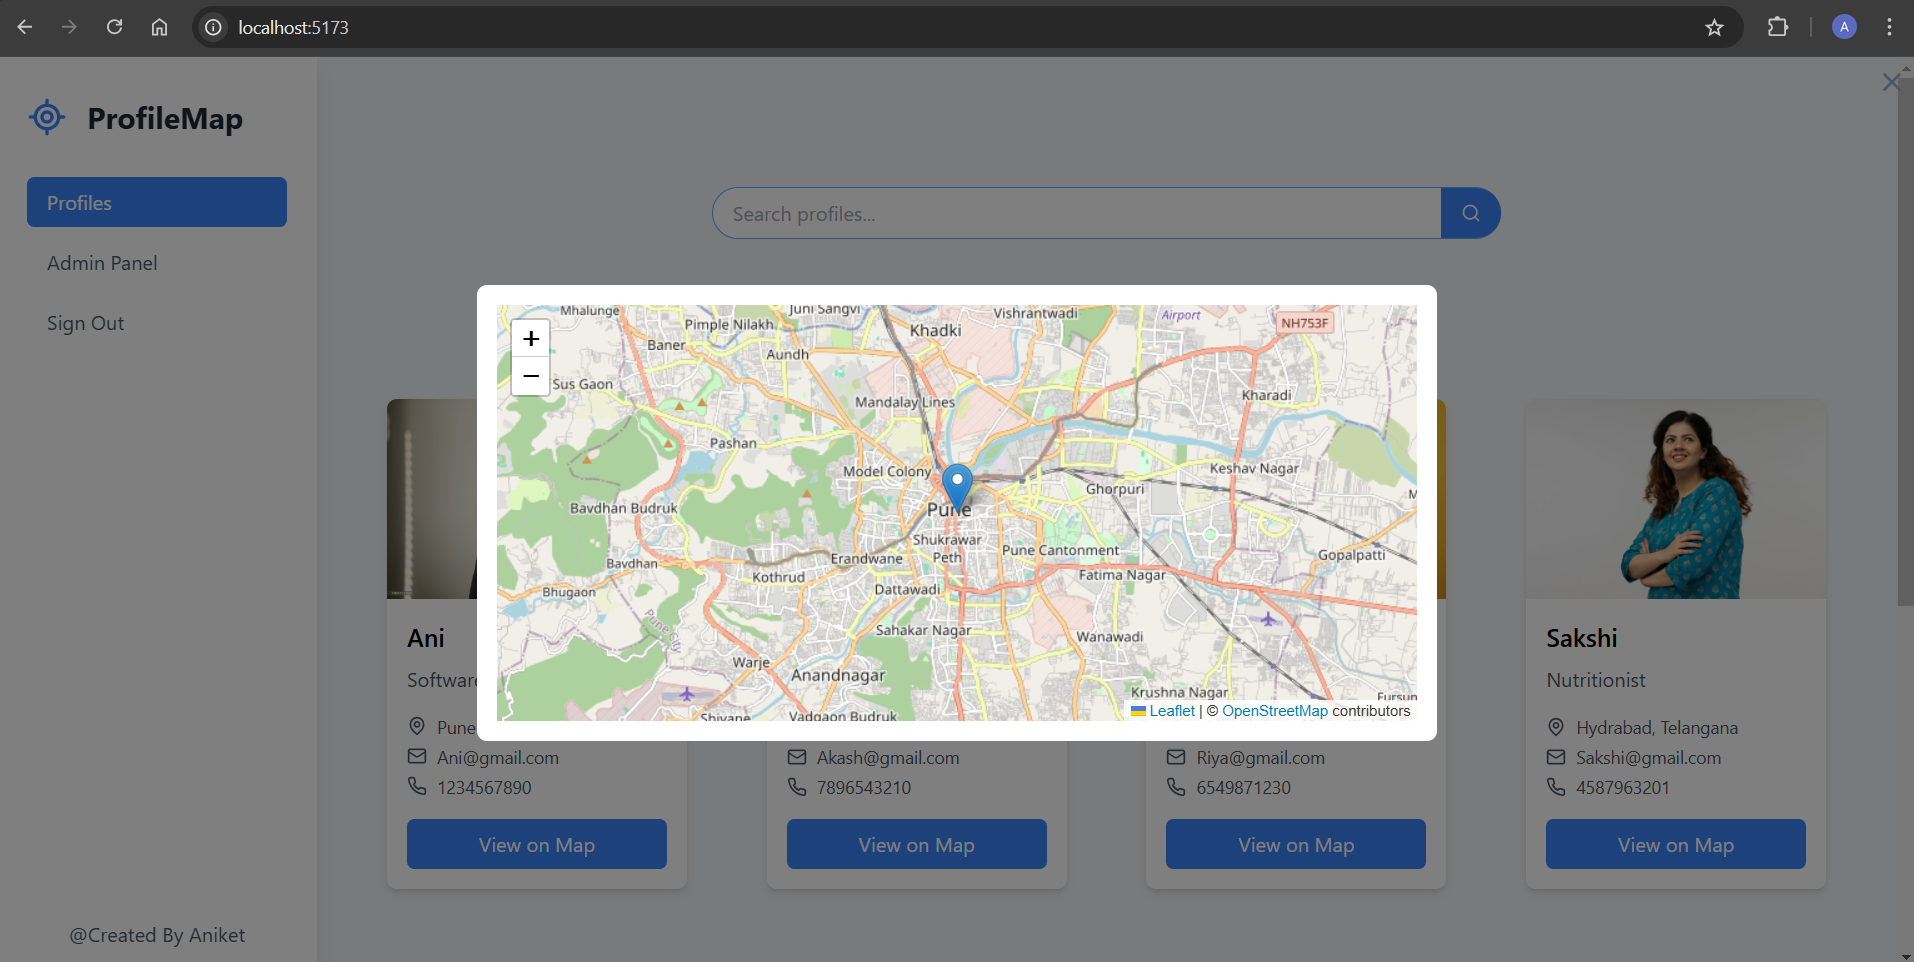 localhost:5173
A
ProfileMap
Profiles
Admin Panel
Sign Out
@Created By Aniket
Search profiles...
+
−
Mhalunge
Juni Sangvi
Vishrantwadi
Airport
NH753F
Pimple Nilakh
Khadki
Baner
Aundh
Sus Gaon
Kharadi
Mandalay Lines
Pashan
Model Colony
Keshav Nagar
Ghorpuri
Bavdhan Budruk
Pune
Shukrawar
Peth
Pune Cantonment
Gopalpatti
Erandwane
Bavdhan
Kothrud
Fatima Nagar
Bhugaon
Dattawadi
Pune City
Sahakar Nagar
Wanawadi
Warje
Anandnagar
Krushna Nagar
Shivane
Vadgaon Budruk
Leaflet | © OpenStreetMap contributors
Ani
Software
Pune
Ani@gmail.com
1234567890
View on Map
Akash@gmail.com
7896543210
View on Map
Riya@gmail.com
6549871230
View on Map
Sakshi
Nutritionist
Hydrabad, Telangana
Sakshi@gmail.com
4587963201
View on Map